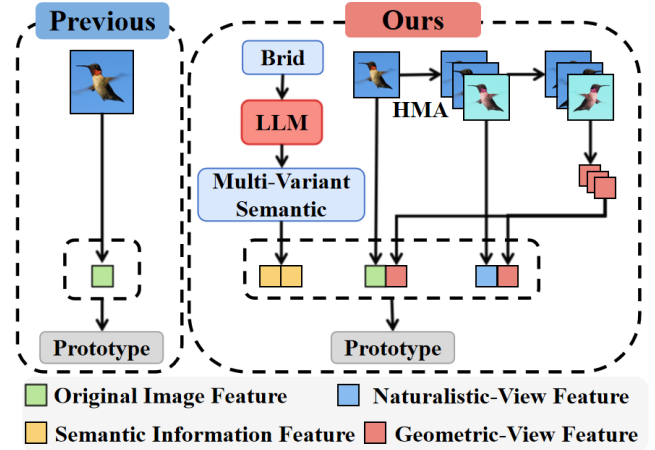 Previous
Ours
Brid
LLM
HMA
Multi-Variant
Semantic
Prototype
Prototype
Original Image Feature
Naturalistic-View Feature
Semantic Information Feature
Geometric-View Feature